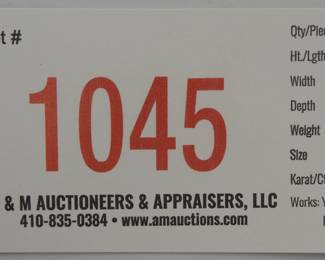 t #
1045
& M AUCTIONEERS & APPRAISERS, LLC
410-835-0384 • www.amauctions.com
Qty/Pie
Ht./Lgth
Width
Depth
Weight
Size
Karat/Ct
Works: Y